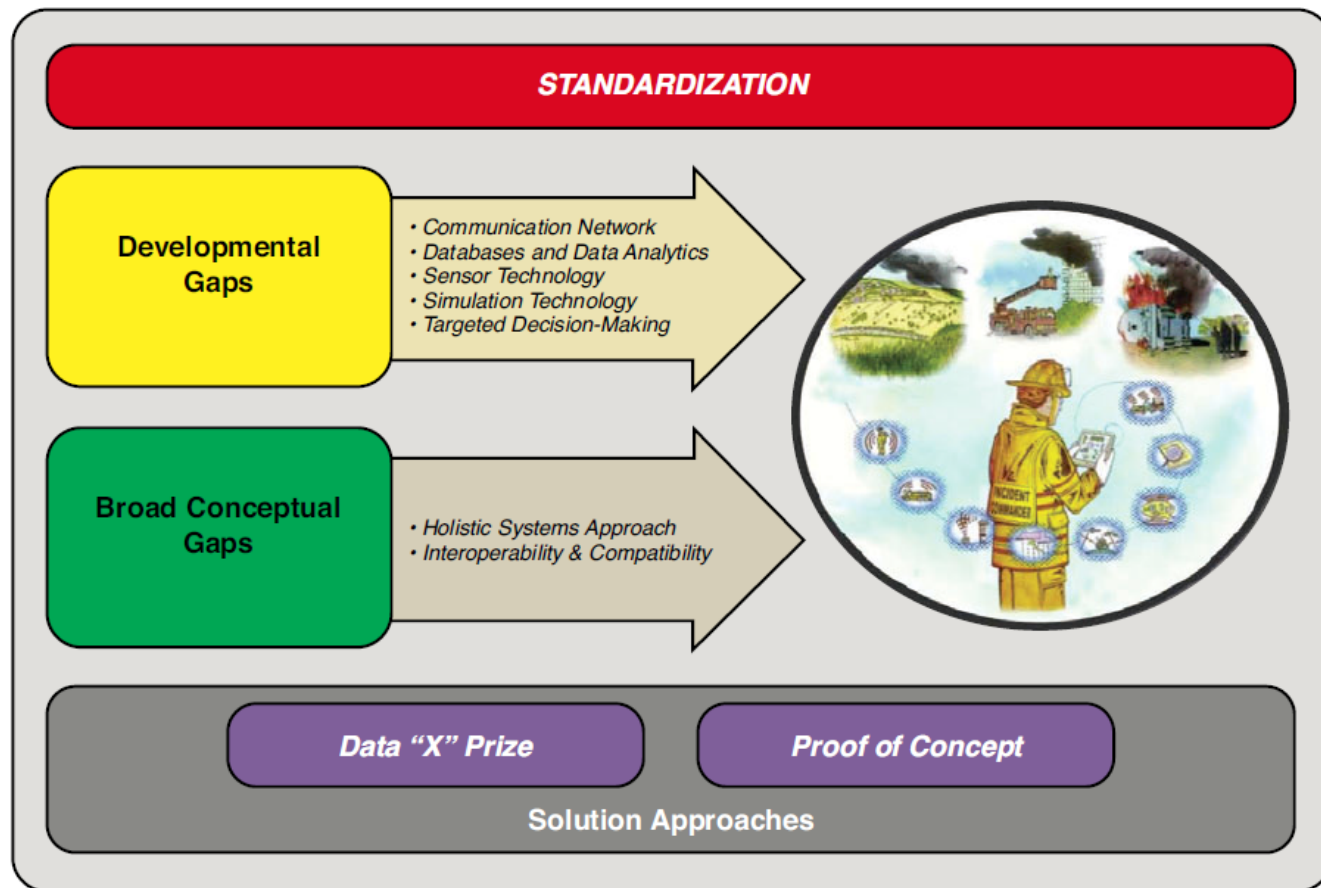 STANDARDIZATION
Developmental
Gaps
• Communication Network
• Databases and Data Analytics
• Sensor Technology
• Simulation Technology
• Targeted Decision-Making
Broad Conceptual
Gaps
• Holistic Systems Approach
• Interoperability & Compatibility
INCIDENT
COMMANDER
Data “X” Prize
Proof of Concept
Solution Approaches